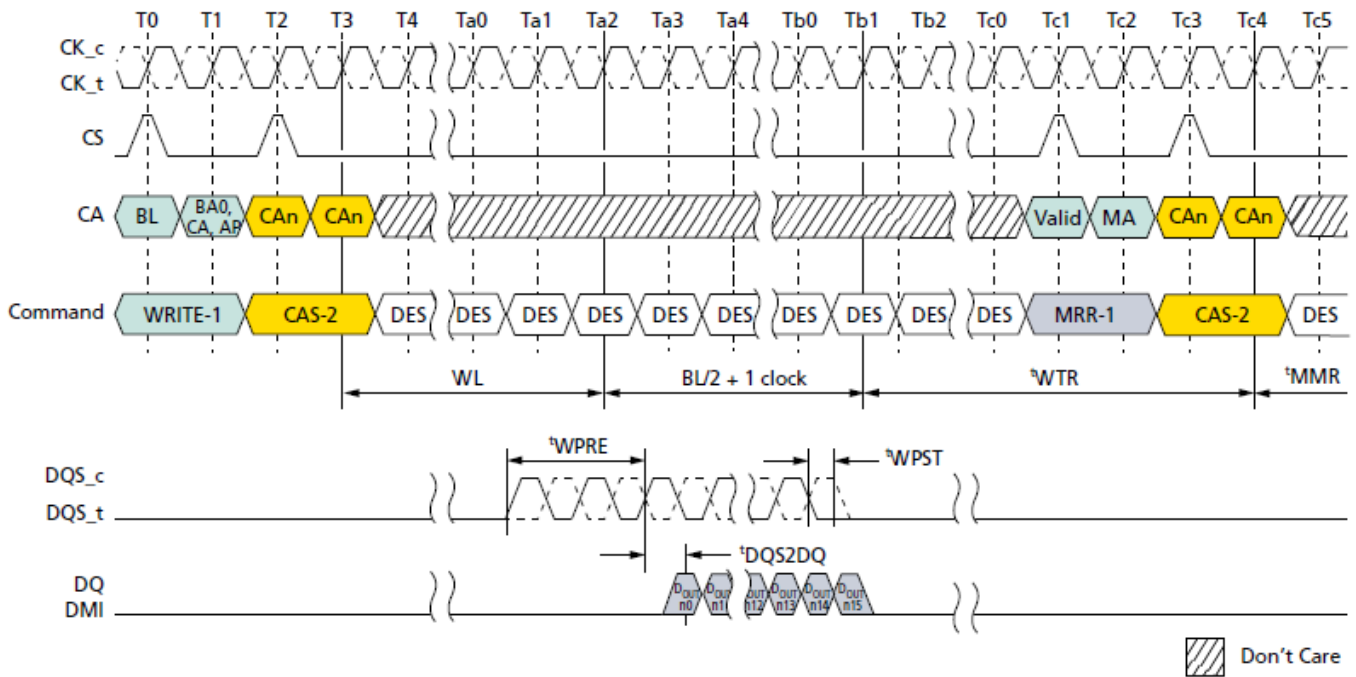 T0 T1 T2 T3 T4 Ta0 Ta1 Ta2 Ta3 Ta4 Tb0 Tb1 Tb2 Tc0 Tc1 Tc2 Tc3 Tc4 Tc5
CK_c
CK_t
CS
CA BL BA0, CA, AP CAn CAn Valid MA CAn CAn
Command WRITE-1 CAS-2 DES DES DES DES DES DES DES DES DES DES MRR-1 CAS-2 DES
WL BL/2 + 1 clock tWTR tMMR
tWPRE tWPST
DQS_c
DQS_t
tDQS2DQ
DQ
DMI
DOUT n0 DOUT n12 DOUT n13 DOUT n14 DOUT n15
Don't Care